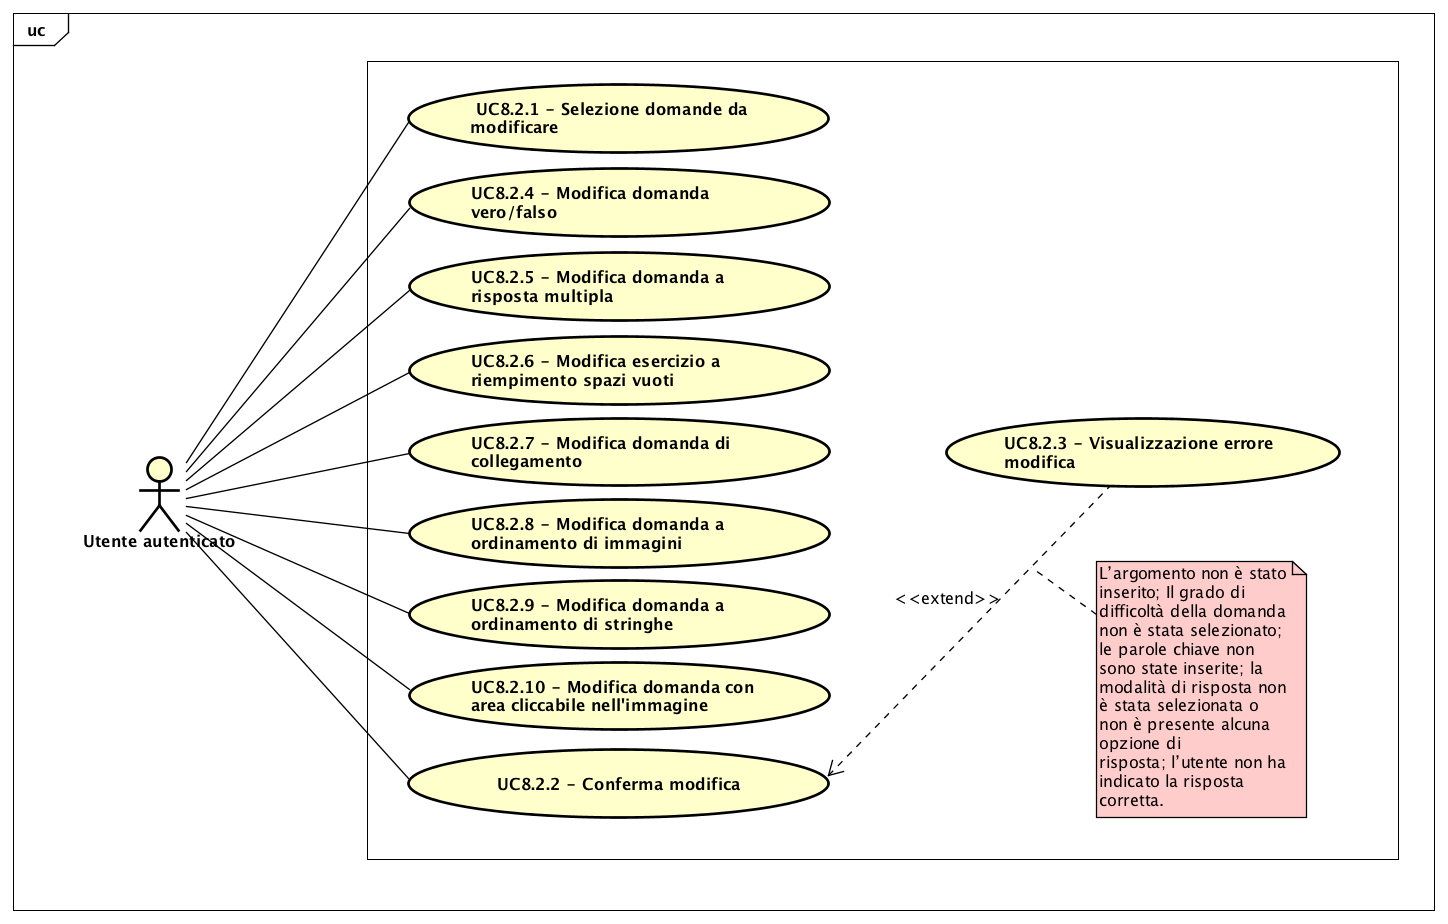 uc
UC8.2.1 - Selezione domande da
modificare
UC8.2.4 - Modifica domanda
vero/falso
UC8.2.5 - Modifica domanda a
risposta multipla
UC8.2.6 - Modifica esercizio a
riempimento spazi vuoti
UC8.2.7 - Modifica domanda di
collegamento
UC8.2.3 - Visualizzazione errore
modifica
Utente autenticato
UC8.2.8 - Modifica domanda a
ordinamento di immagini
UC8.2.9 - Modifica domanda a
ordinamento di stringhe
UC8.2.10 - Modifica domanda con
area cliccabile nell'immagine
UC8.2.2 - Conferma modifica
<<extend>>
L'argomento non è stato
inserito; Il grado di
difficoltà della domanda
non è stata selezionato;
le parole chiave non
sono state inserite; la
modalità di risposta non
è stata selezionata o
non è presente alcuna
opzione di
risposta; l'utente non ha
indicato la risposta
corretta.